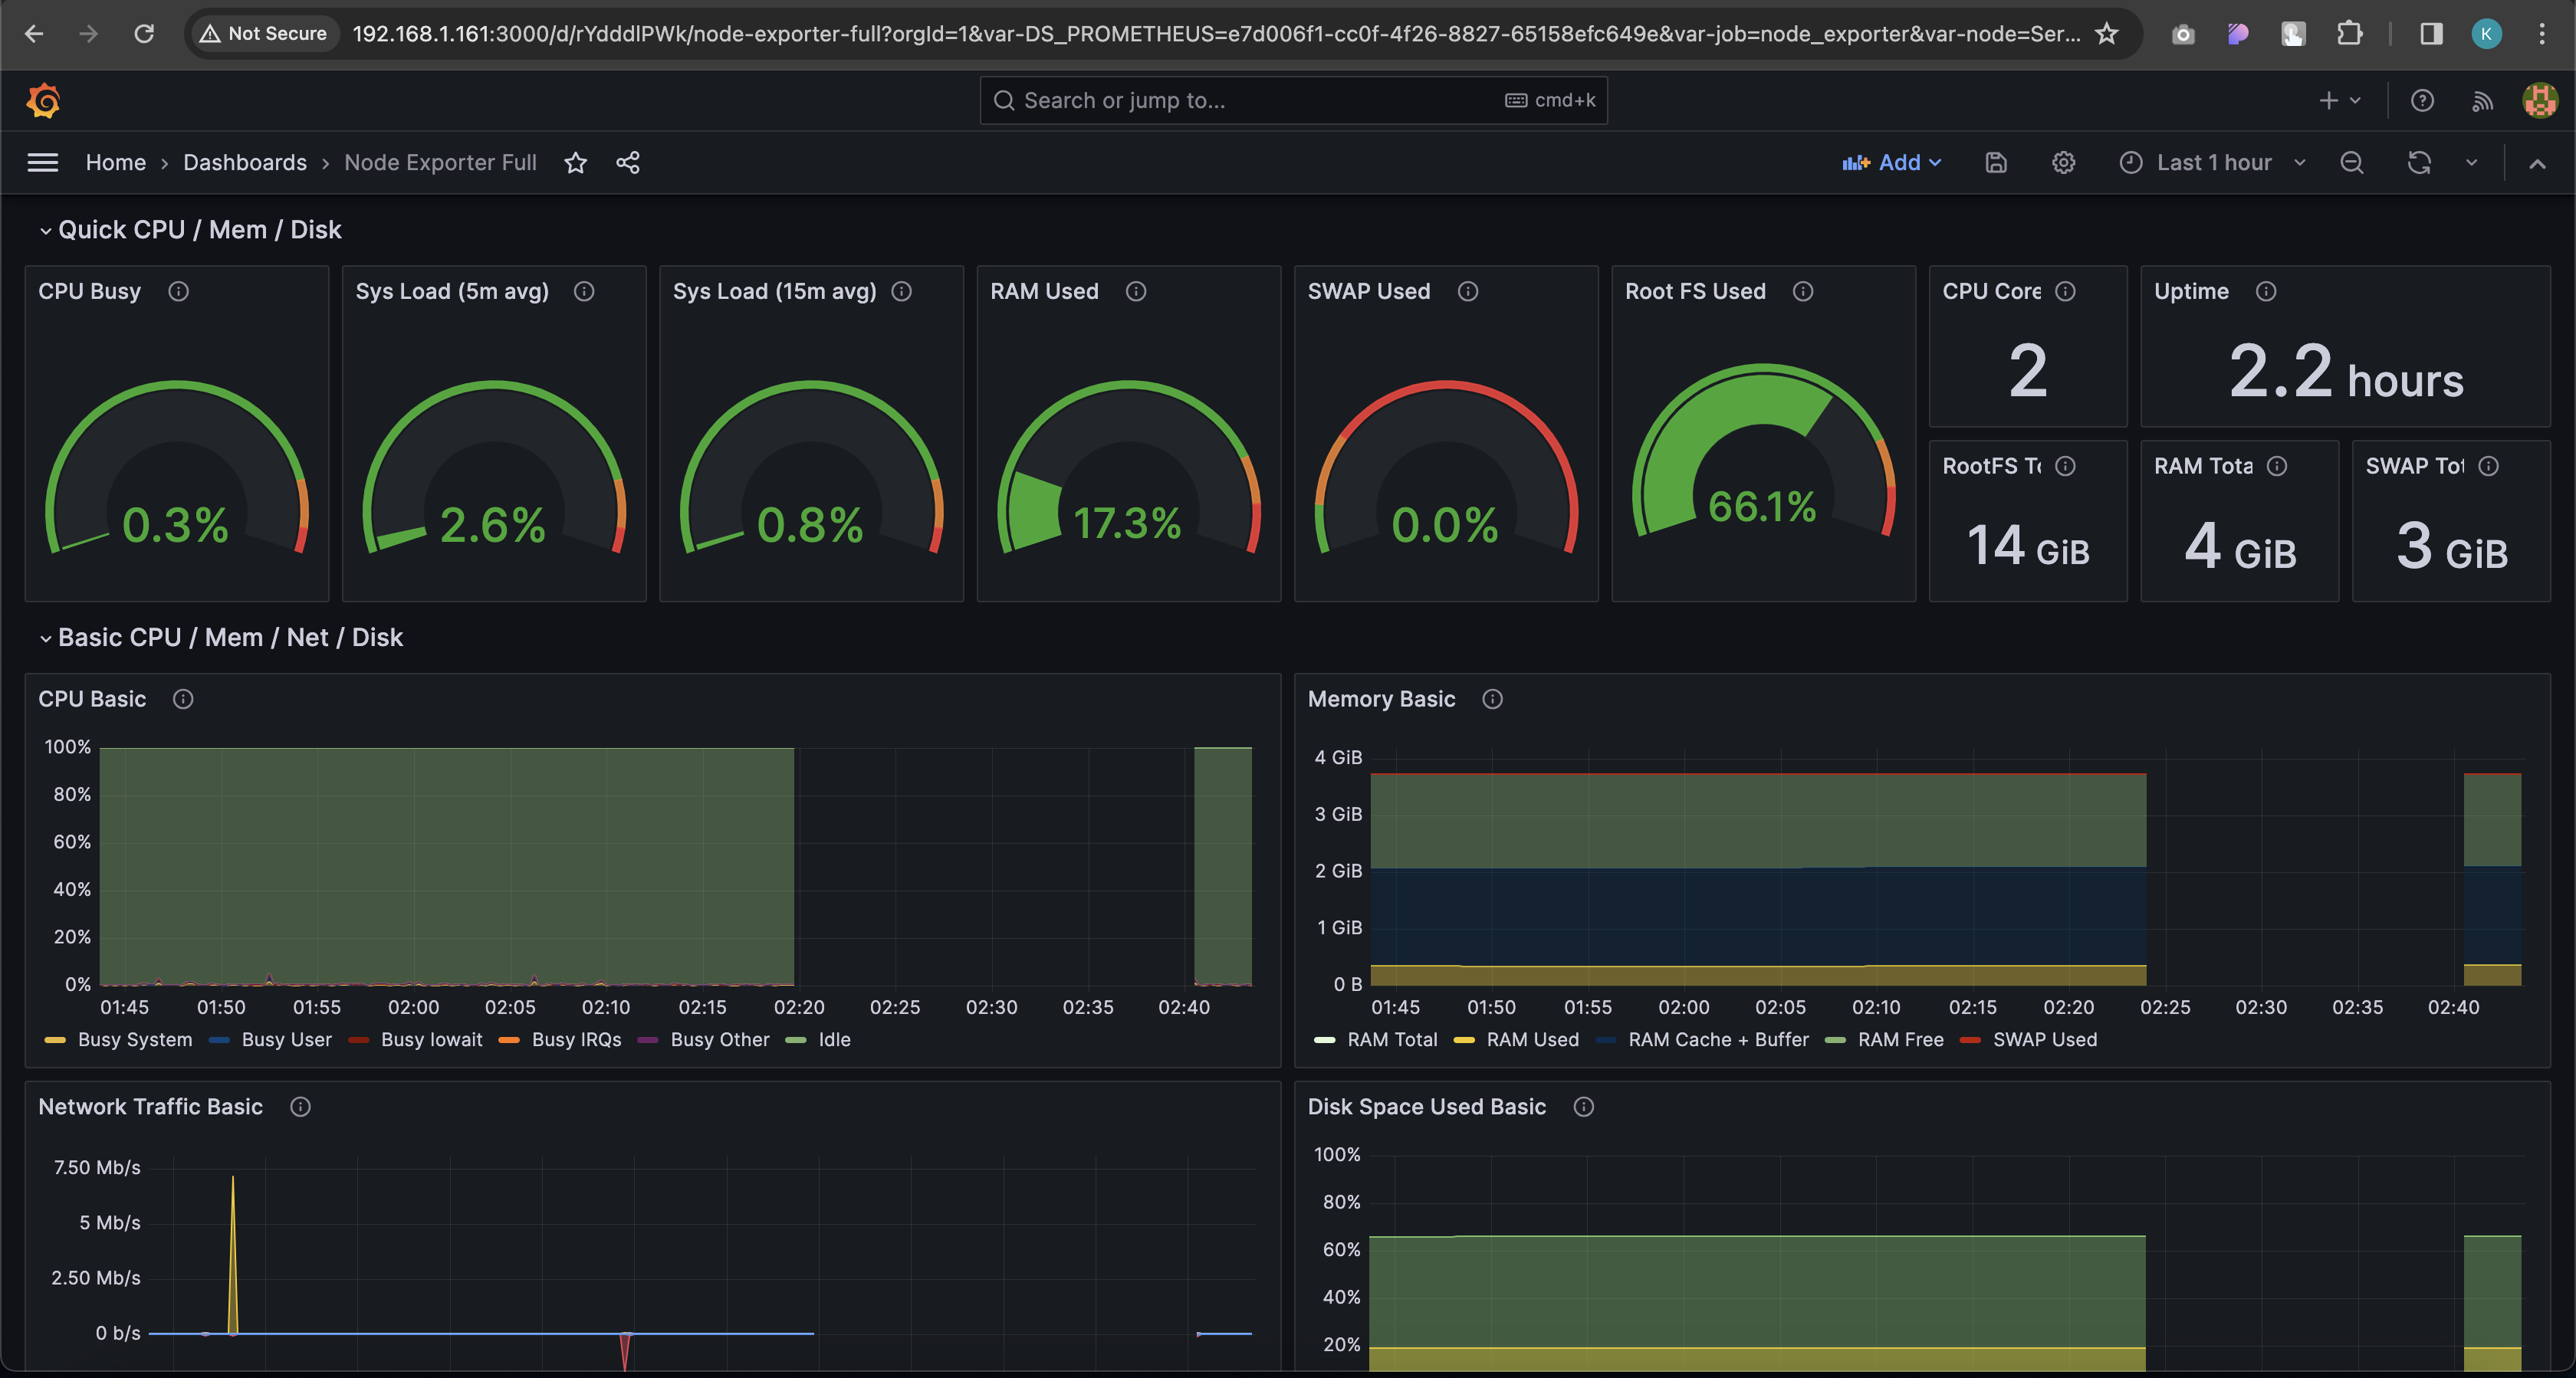 Not Secure 192.168.1.161:3000/d/rYdddlPWk/node-exporter-full?orgId=1&var-DS_PROMETHEUS=e7d006f1-cc0f-4f26-8827-65158efc649e&var-job=node_exporter&var-node=Ser... K
Search or jump to... cmd+k
Home › Dashboards › Node Exporter Full Add Last 1 hour
Quick CPU / Mem / Disk
CPU Busy
0.3%
Sys Load (5m avg)
2.6%
Sys Load (15m avg)
0.8%
RAM Used
17.3%
SWAP Used
0.0%
Root FS Used
66.1%
CPU Core
2
Uptime
2.2 hours
RootFS To
14 GiB
RAM Tota
4 GiB
SWAP Tot
3 GiB
Basic CPU / Mem / Net / Disk
CPU Basic
100%
80%
60%
40%
20%
0%
01:45 01:50 01:55 02:00 02:05 02:10 02:15 02:20 02:25 02:30 02:35 02:40
Busy System Busy User Busy Iowait Busy IRQs Busy Other Idle
Memory Basic
4 GiB
3 GiB
2 GiB
1 GiB
0 B
01:45 01:50 01:55 02:00 02:05 02:10 02:15 02:20 02:25 02:30 02:35 02:40
RAM Total RAM Used RAM Cache + Buffer RAM Free SWAP Used
Network Traffic Basic
7.50 Mb/s
5 Mb/s
2.50 Mb/s
0 b/s
Disk Space Used Basic
100%
80%
60%
40%
20%